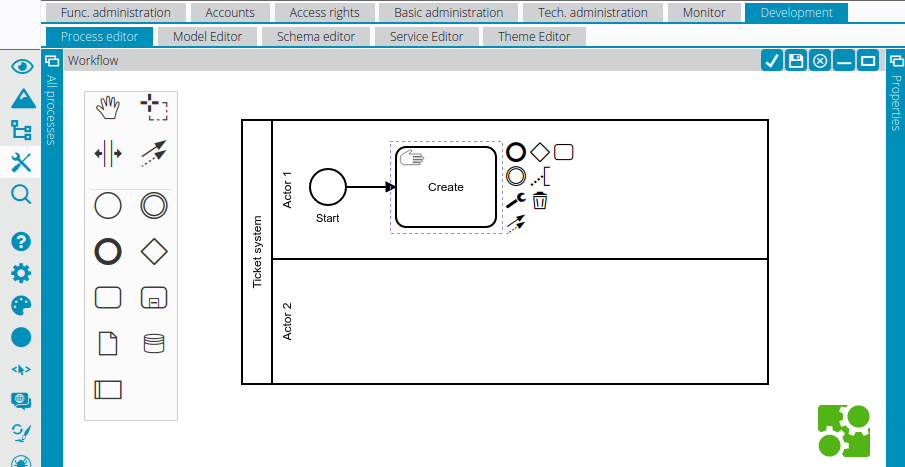 Func. administration
Accounts
Access rights
Basic administration
Tech. administration
Monitor
Development
Process editor
Model Editor
Schema editor
Service Editor
Theme Editor
All processes
Workflow
Properties
Ticket system
Actor 1
Start
Create
Actor 2